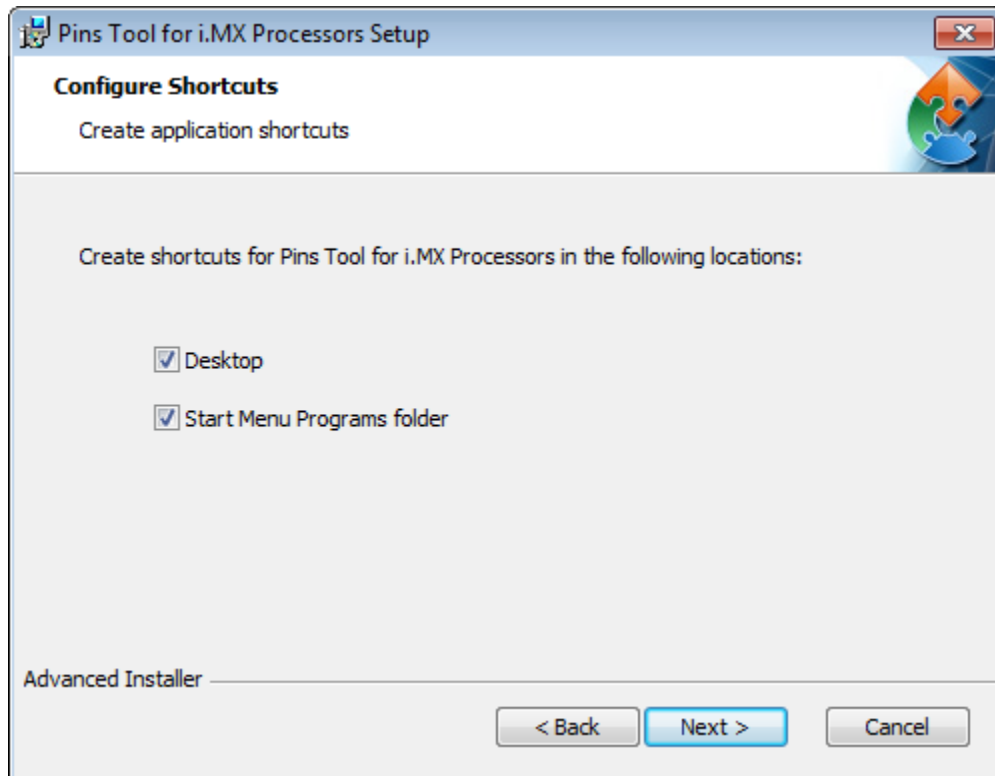 Pins Tool for i.MX Processors Setup
Configure Shortcuts
Create application shortcuts
Create shortcuts for Pins Tool for i.MX Processors in the following locations:
Desktop
Start Menu Programs folder
Advanced Installer
< Back Next > Cancel